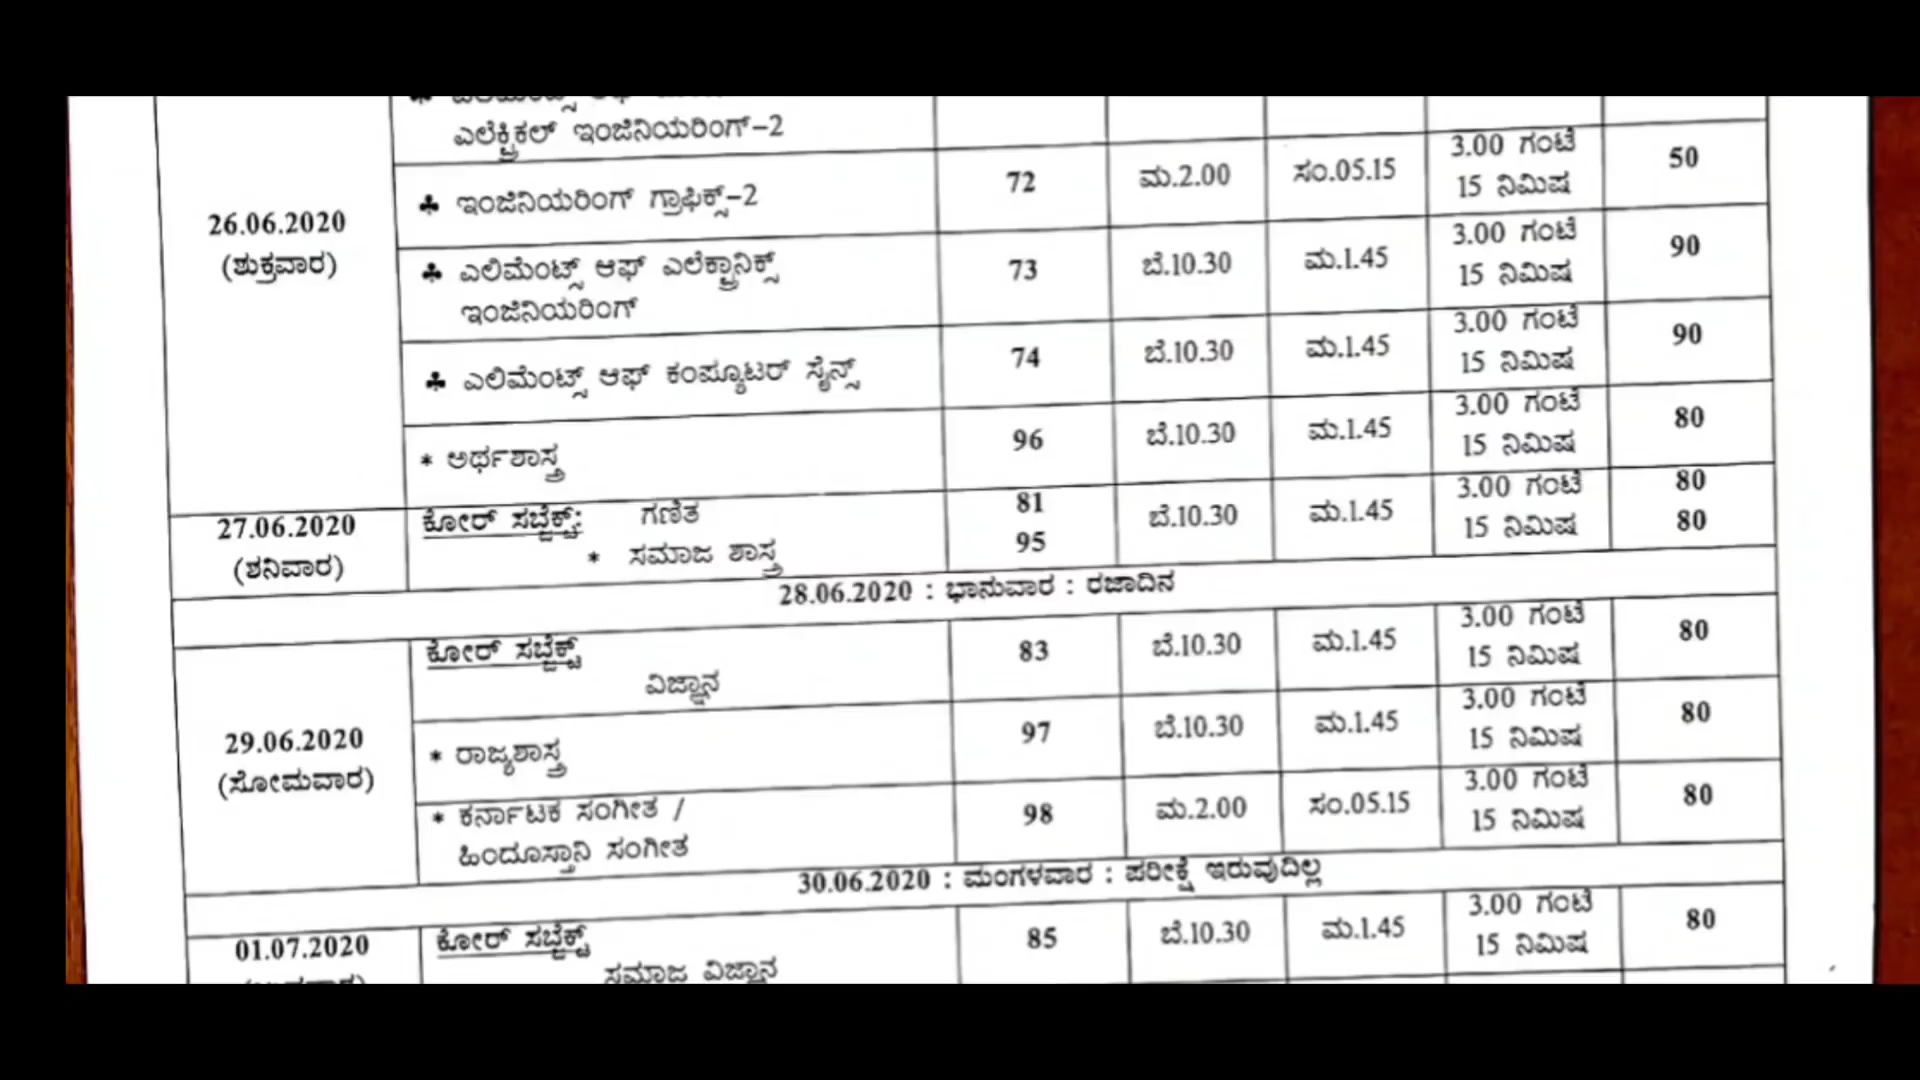 ಎಲೆಕ್ಟ್ರಿಕಲ್ ಇಂಜಿನಿಯರಿಂಗ್-2
26.06.2020
(ಶುಕ್ರವಾರ)
♣ ಇಂಜಿನಿಯರಿಂಗ್ ಗ್ರಾಫಿಕ್ಸ್-2 72 ಮ.2.00 ಸಂ.05.15 3.00 ಗಂಟೆ 15 ನಿಮಿಷ 50
♣ ಎಲಿಮೆಂಟ್ಸ್ ಆಫ್ ಎಲೆಕ್ಟ್ರಾನಿಕ್ಸ್
ಇಂಜಿನಿಯರಿಂಗ್ 73 ಬೆ.10.30 ಮ.1.45 3.00 ಗಂಟೆ 15 ನಿಮಿಷ 90
♣ ಎಲಿಮೆಂಟ್ಸ್ ಆಫ್ ಕಂಪ್ಯೂಟರ್ ಸೈನ್ಸ್ 74 ಬೆ.10.30 ಮ.1.45 3.00 ಗಂಟೆ 15 ನಿಮಿಷ 90
* ಅರ್ಥಶಾಸ್ತ್ರ 96 ಬೆ.10.30 ಮ.1.45 3.00 ಗಂಟೆ 15 ನಿಮಿಷ 80
27.06.2020
(ಶನಿವಾರ)
ಕೋರ್ ಸಬ್ಜೆಕ್ಟ್: ಗಣಿತ 81 ಬೆ.10.30 ಮ.1.45 3.00 ಗಂಟೆ 80
* ಸಮಾಜ ಶಾಸ್ತ್ರ 95 15 ನಿಮಿಷ 80
28.06.2020 : ಭಾನುವಾರ : ರಜಾದಿನ
29.06.2020
(ಸೋಮವಾರ)
ಕೋರ್ ಸಬ್ಜೆಕ್ಟ್
ವಿಜ್ಞಾನ 83 ಬೆ.10.30 ಮ.1.45 3.00 ಗಂಟೆ 15 ನಿಮಿಷ 80
* ರಾಜ್ಯಶಾಸ್ತ್ರ 97 ಬೆ.10.30 ಮ.1.45 3.00 ಗಂಟೆ 15 ನಿಮಿಷ 80
* ಕರ್ನಾಟಕ ಸಂಗೀತ /
ಹಿಂದೂಸ್ತಾನಿ ಸಂಗೀತ 98 ಮ.2.00 ಸಂ.05.15 3.00 ಗಂಟೆ 15 ನಿಮಿಷ 80
30.06.2020 : ಮಂಗಳವಾರ : ಪರೀಕ್ಷೆ ಇರುವುದಿಲ್ಲ
01.07.2020
ಕೋರ್ ಸಬ್ಜೆಕ್ಟ್
ಸಮಾಜ ವಿಜ್ಞಾನ 85 ಬೆ.10.30 ಮ.1.45 3.00 ಗಂಟೆ 15 ನಿಮಿಷ 80